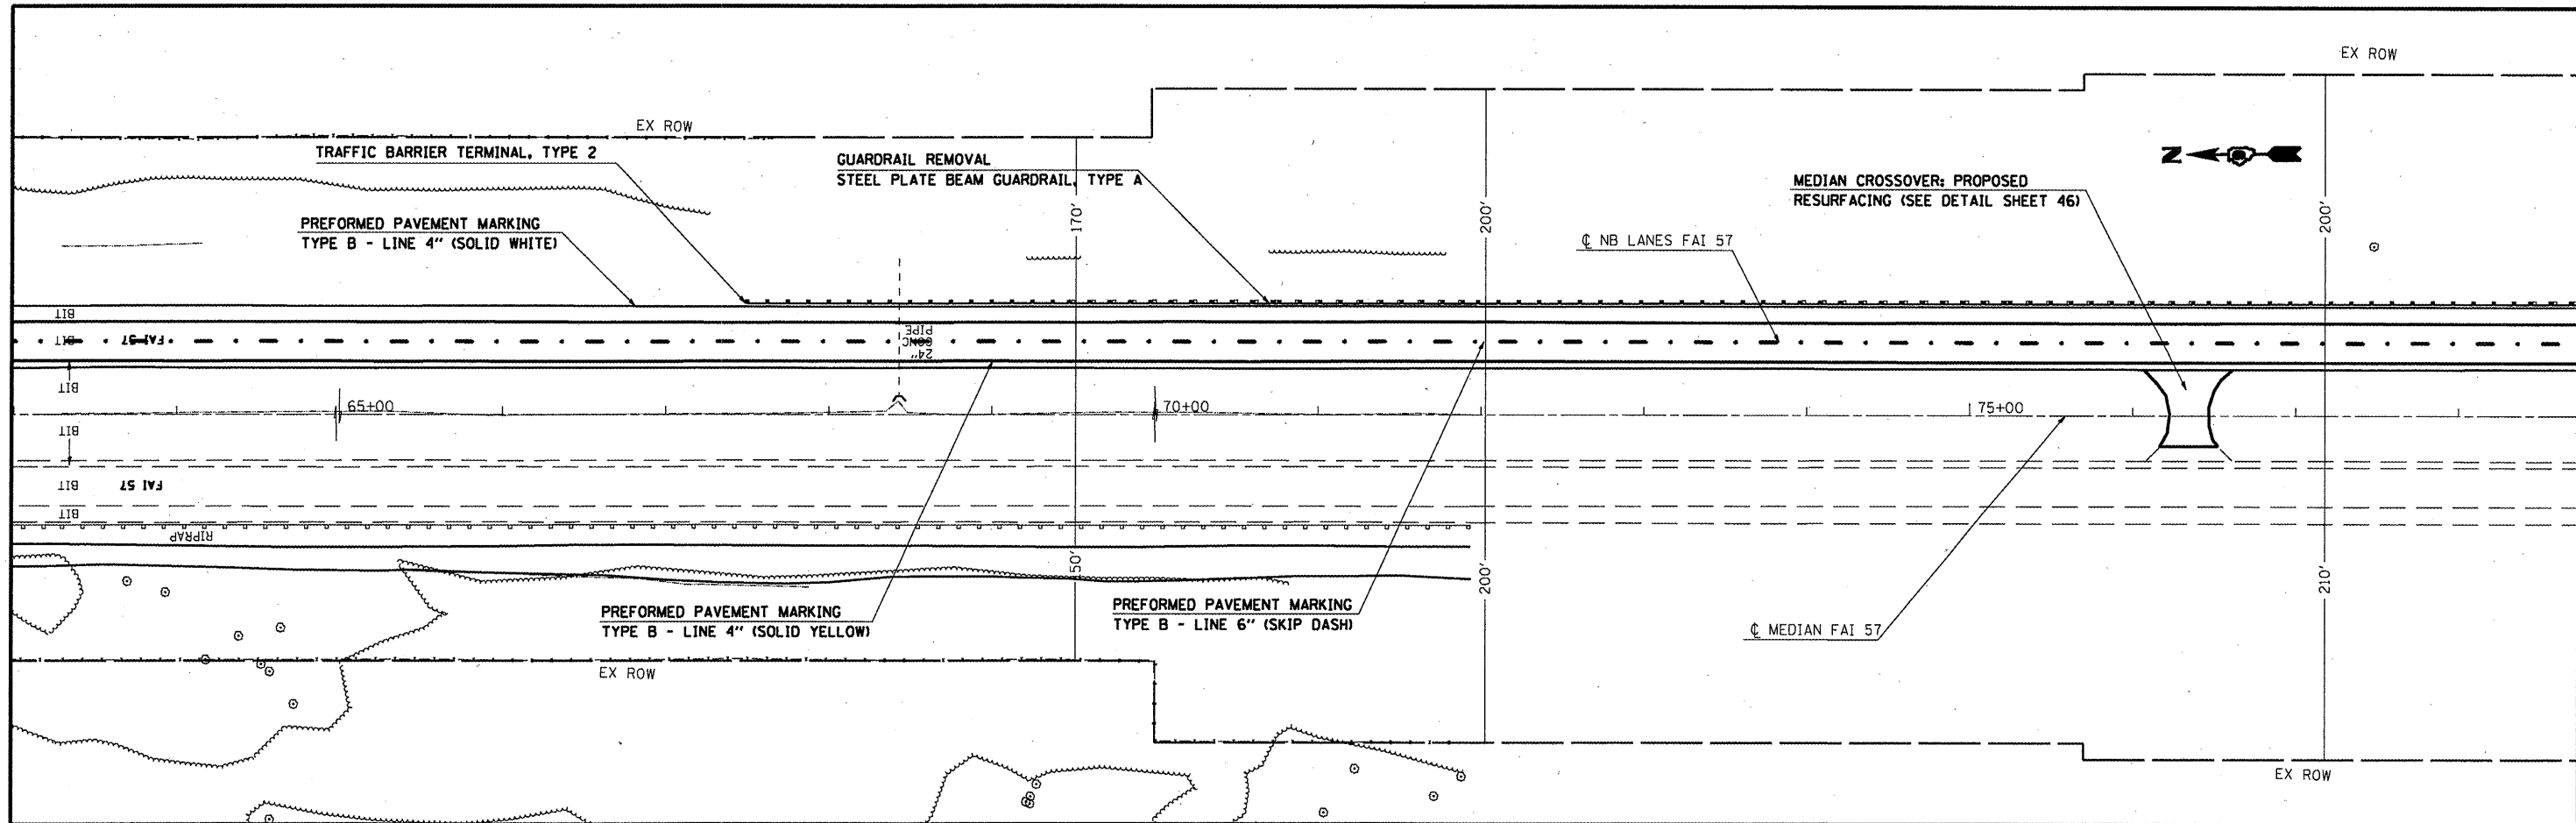 EX ROW
EX ROW
TRAFFIC BARRIER TERMINAL, TYPE 2
GUARDRAIL REMOVAL
STEEL PLATE BEAM GUARDRAIL, TYPE A
N
MEDIAN CROSSOVER: PROPOSED
RESURFACING (SEE DETAIL SHEET 46)
PREFORMED PAVEMENT MARKING
TYPE B - LINE 4" (SOLID WHITE)
170'
200'
200'
℄ NB LANES FAI 57
BIT
BIT
FAI 57
24"
CONC
PIPE
BIT
65+00
70+00
75+00
BIT
BIT
FAI 57
BIT
RIPRAP
150'
200'
210'
PREFORMED PAVEMENT MARKING
TYPE B - LINE 4" (SOLID YELLOW)
PREFORMED PAVEMENT MARKING
TYPE B - LINE 6" (SKIP DASH)
℄ MEDIAN FAI 57
EX ROW
EX ROW